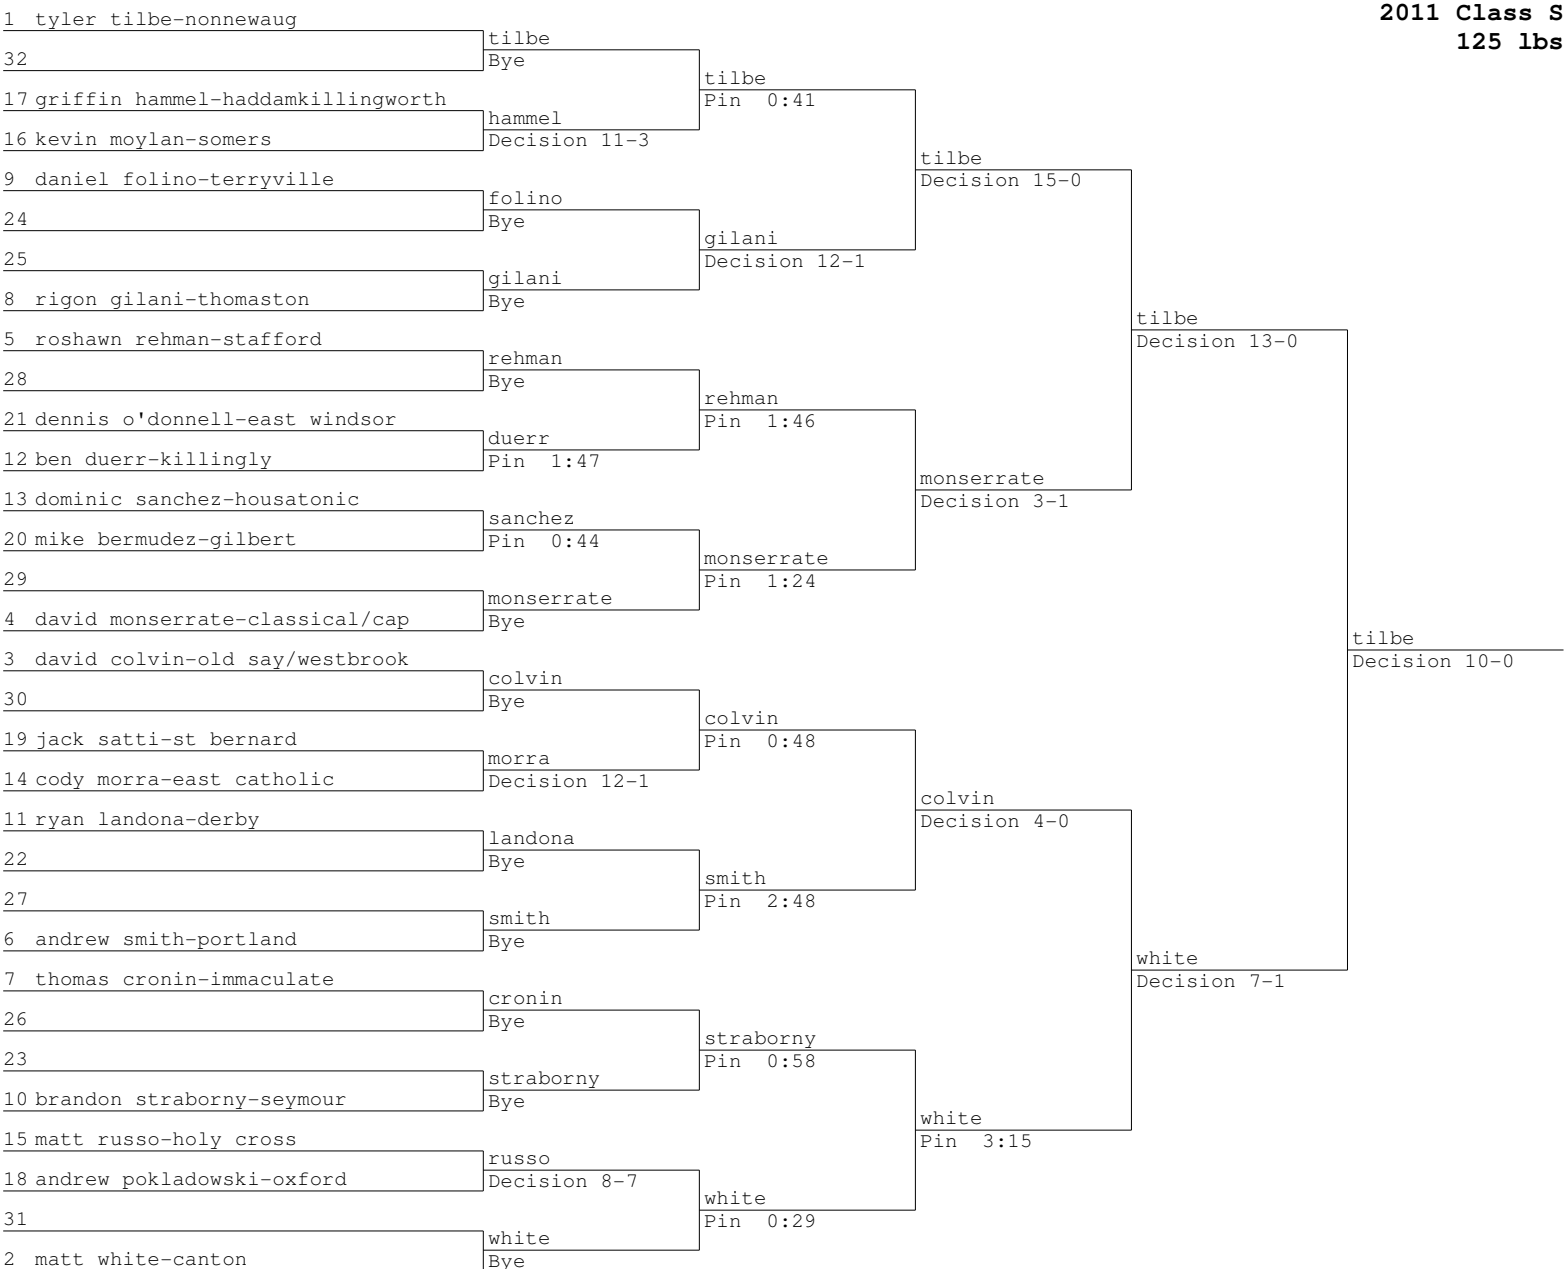 2011 Class S
125 lbs
1 tyler tilbe-nonnewaug
32
17 griffin hammel-haddamkillingworth
16 kevin moylan-somers
9 daniel folino-terryville
24
25
8 rigon gilani-thomaston
5 roshawn rehman-stafford
28
21 dennis o'donnell-east windsor
12 ben duerr-killingly
13 dominic sanchez-housatonic
20 mike bermudez-gilbert
29
4 david monserrate-classical/cap
3 david colvin-old say/westbrook
30
19 jack satti-st bernard
14 cody morra-east catholic
11 ryan landona-derby
22
27
6 andrew smith-portland
7 thomas cronin-immaculate
26
23
10 brandon straborny-seymour
15 matt russo-holy cross
18 andrew pokladowski-oxford
31
2 matt white-canton
tilbe
Bye
hammel
Decision 11-3
folino
Bye
gilani
Bye
rehman
Bye
duerr
Pin 1:47
sanchez
Pin 0:44
monserrate
Bye
colvin
Bye
morra
Decision 12-1
landona
Bye
smith
Bye
cronin
Bye
straborny
Bye
russo
Decision 8-7
white
Bye
tilbe
Pin 0:41
gilani
Decision 12-1
rehman
Pin 1:46
monserrate
Pin 1:24
colvin
Pin 0:48
smith
Pin 2:48
straborny
Pin 0:58
white
Pin 0:29
tilbe
Decision 15-0
monserrate
Decision 3-1
colvin
Decision 4-0
white
Pin 3:15
tilbe
Decision 13-0
white
Decision 7-1
tilbe
Decision 10-0